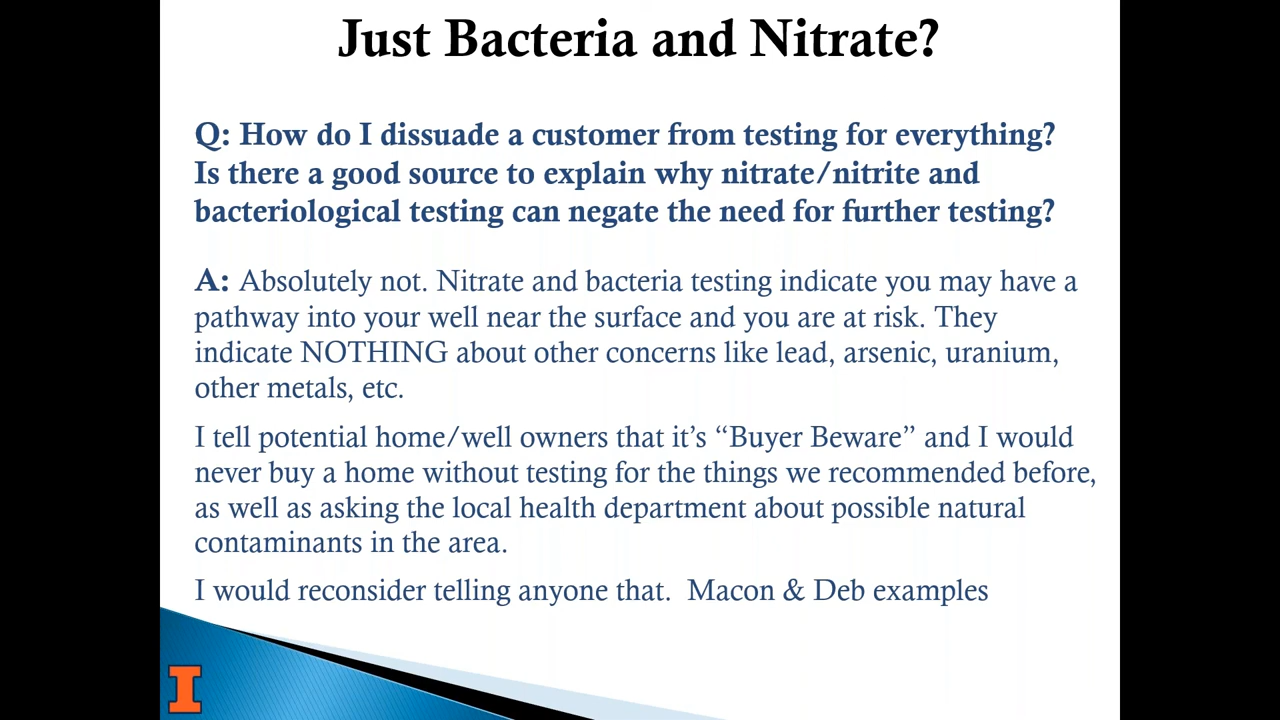 Just Bacteria and Nitrate?
Q: How do I dissuade a customer from testing for everything?
Is there a good source to explain why nitrate/nitrite and
bacteriological testing can negate the need for further testing?
A: Absolutely not. Nitrate and bacteria testing indicate you may have a
pathway into your well near the surface and you are at risk. They
indicate NOTHING about other concerns like lead, arsenic, uranium,
other metals, etc.
I tell potential home/well owners that it’s “Buyer Beware” and I would
never buy a home without testing for the things we recommended before,
as well as asking the local health department about possible natural
contaminants in the area.
I would reconsider telling anyone that.  Macon & Deb examples
I